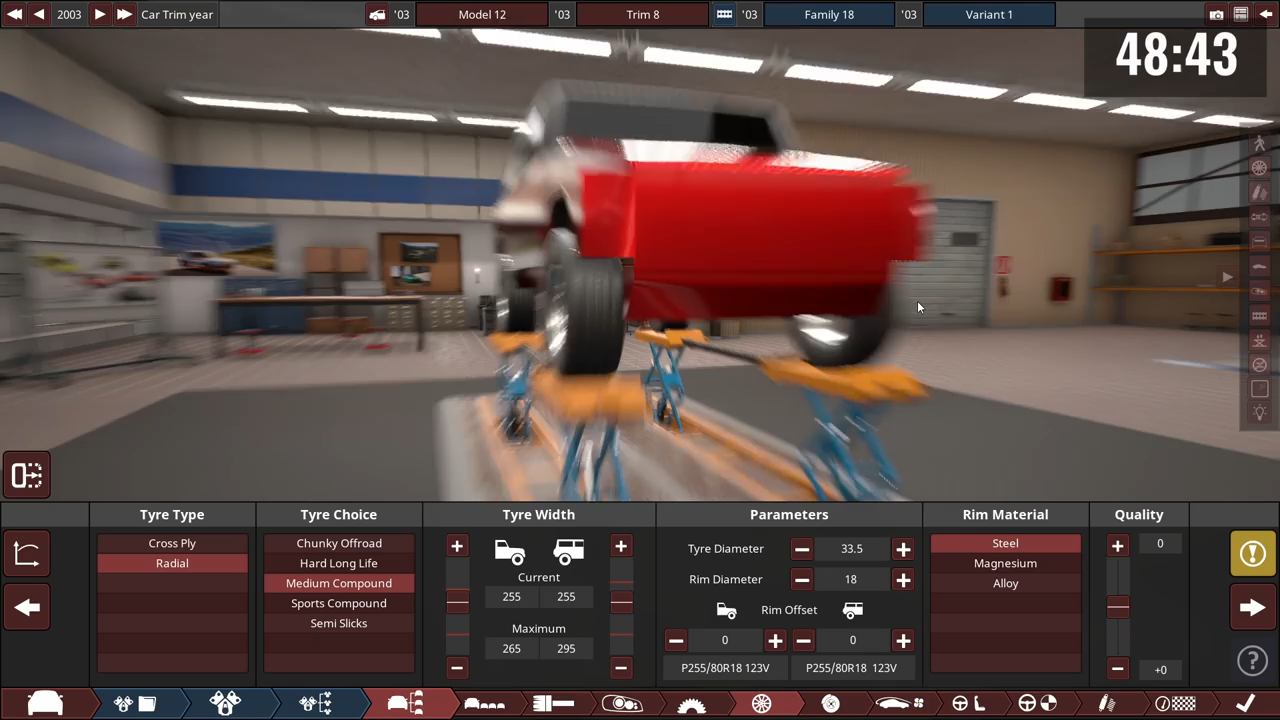 2003 Car Trim year '03 Model 12 '03 Trim 8 '03 Family 18 '03 Variant 1
48:43
Tyre Type Tyre Choice Tyre Width Parameters Rim Material Quality
Cross Ply
Radial
Chunky Offroad
Hard Long Life
Medium Compound
Sports Compound
Semi Slicks
Current
255 255
Maximum
265 295
Tyre Diameter 33.5
Rim Diameter 18
Rim Offset
0 0
P255/80R18 123V P255/80R18 123V
Steel
Magnesium
Alloy
0
+0